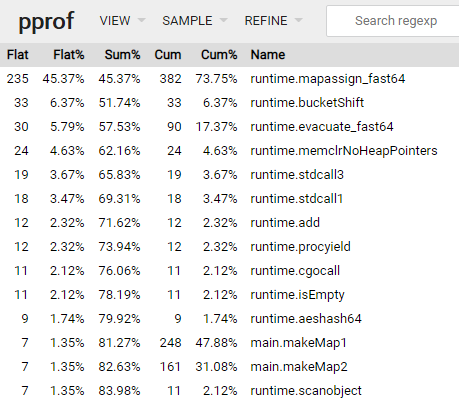 pprof VIEW SAMPLE REFINE Search regexp
Flat Flat% Sum% Cum Cum% Name
235 45.37% 45.37% 382 73.75% runtime.mapassign_fast64
33 6.37% 51.74% 33 6.37% runtime.bucketShift
30 5.79% 57.53% 90 17.37% runtime.evacuate_fast64
24 4.63% 62.16% 24 4.63% runtime.memclrNoHeapPointers
19 3.67% 65.83% 19 3.67% runtime.stdcall3
18 3.47% 69.31% 18 3.47% runtime.stdcall1
12 2.32% 71.62% 12 2.32% runtime.add
12 2.32% 73.94% 12 2.32% runtime.procyield
11 2.12% 76.06% 11 2.12% runtime.cgocall
11 2.12% 78.19% 11 2.12% runtime.isEmpty
9 1.74% 79.92% 9 1.74% runtime.aeshash64
7 1.35% 81.27% 248 47.88% main.makeMap1
7 1.35% 82.63% 161 31.08% main.makeMap2
7 1.35% 83.98% 11 2.12% runtime.scanobject